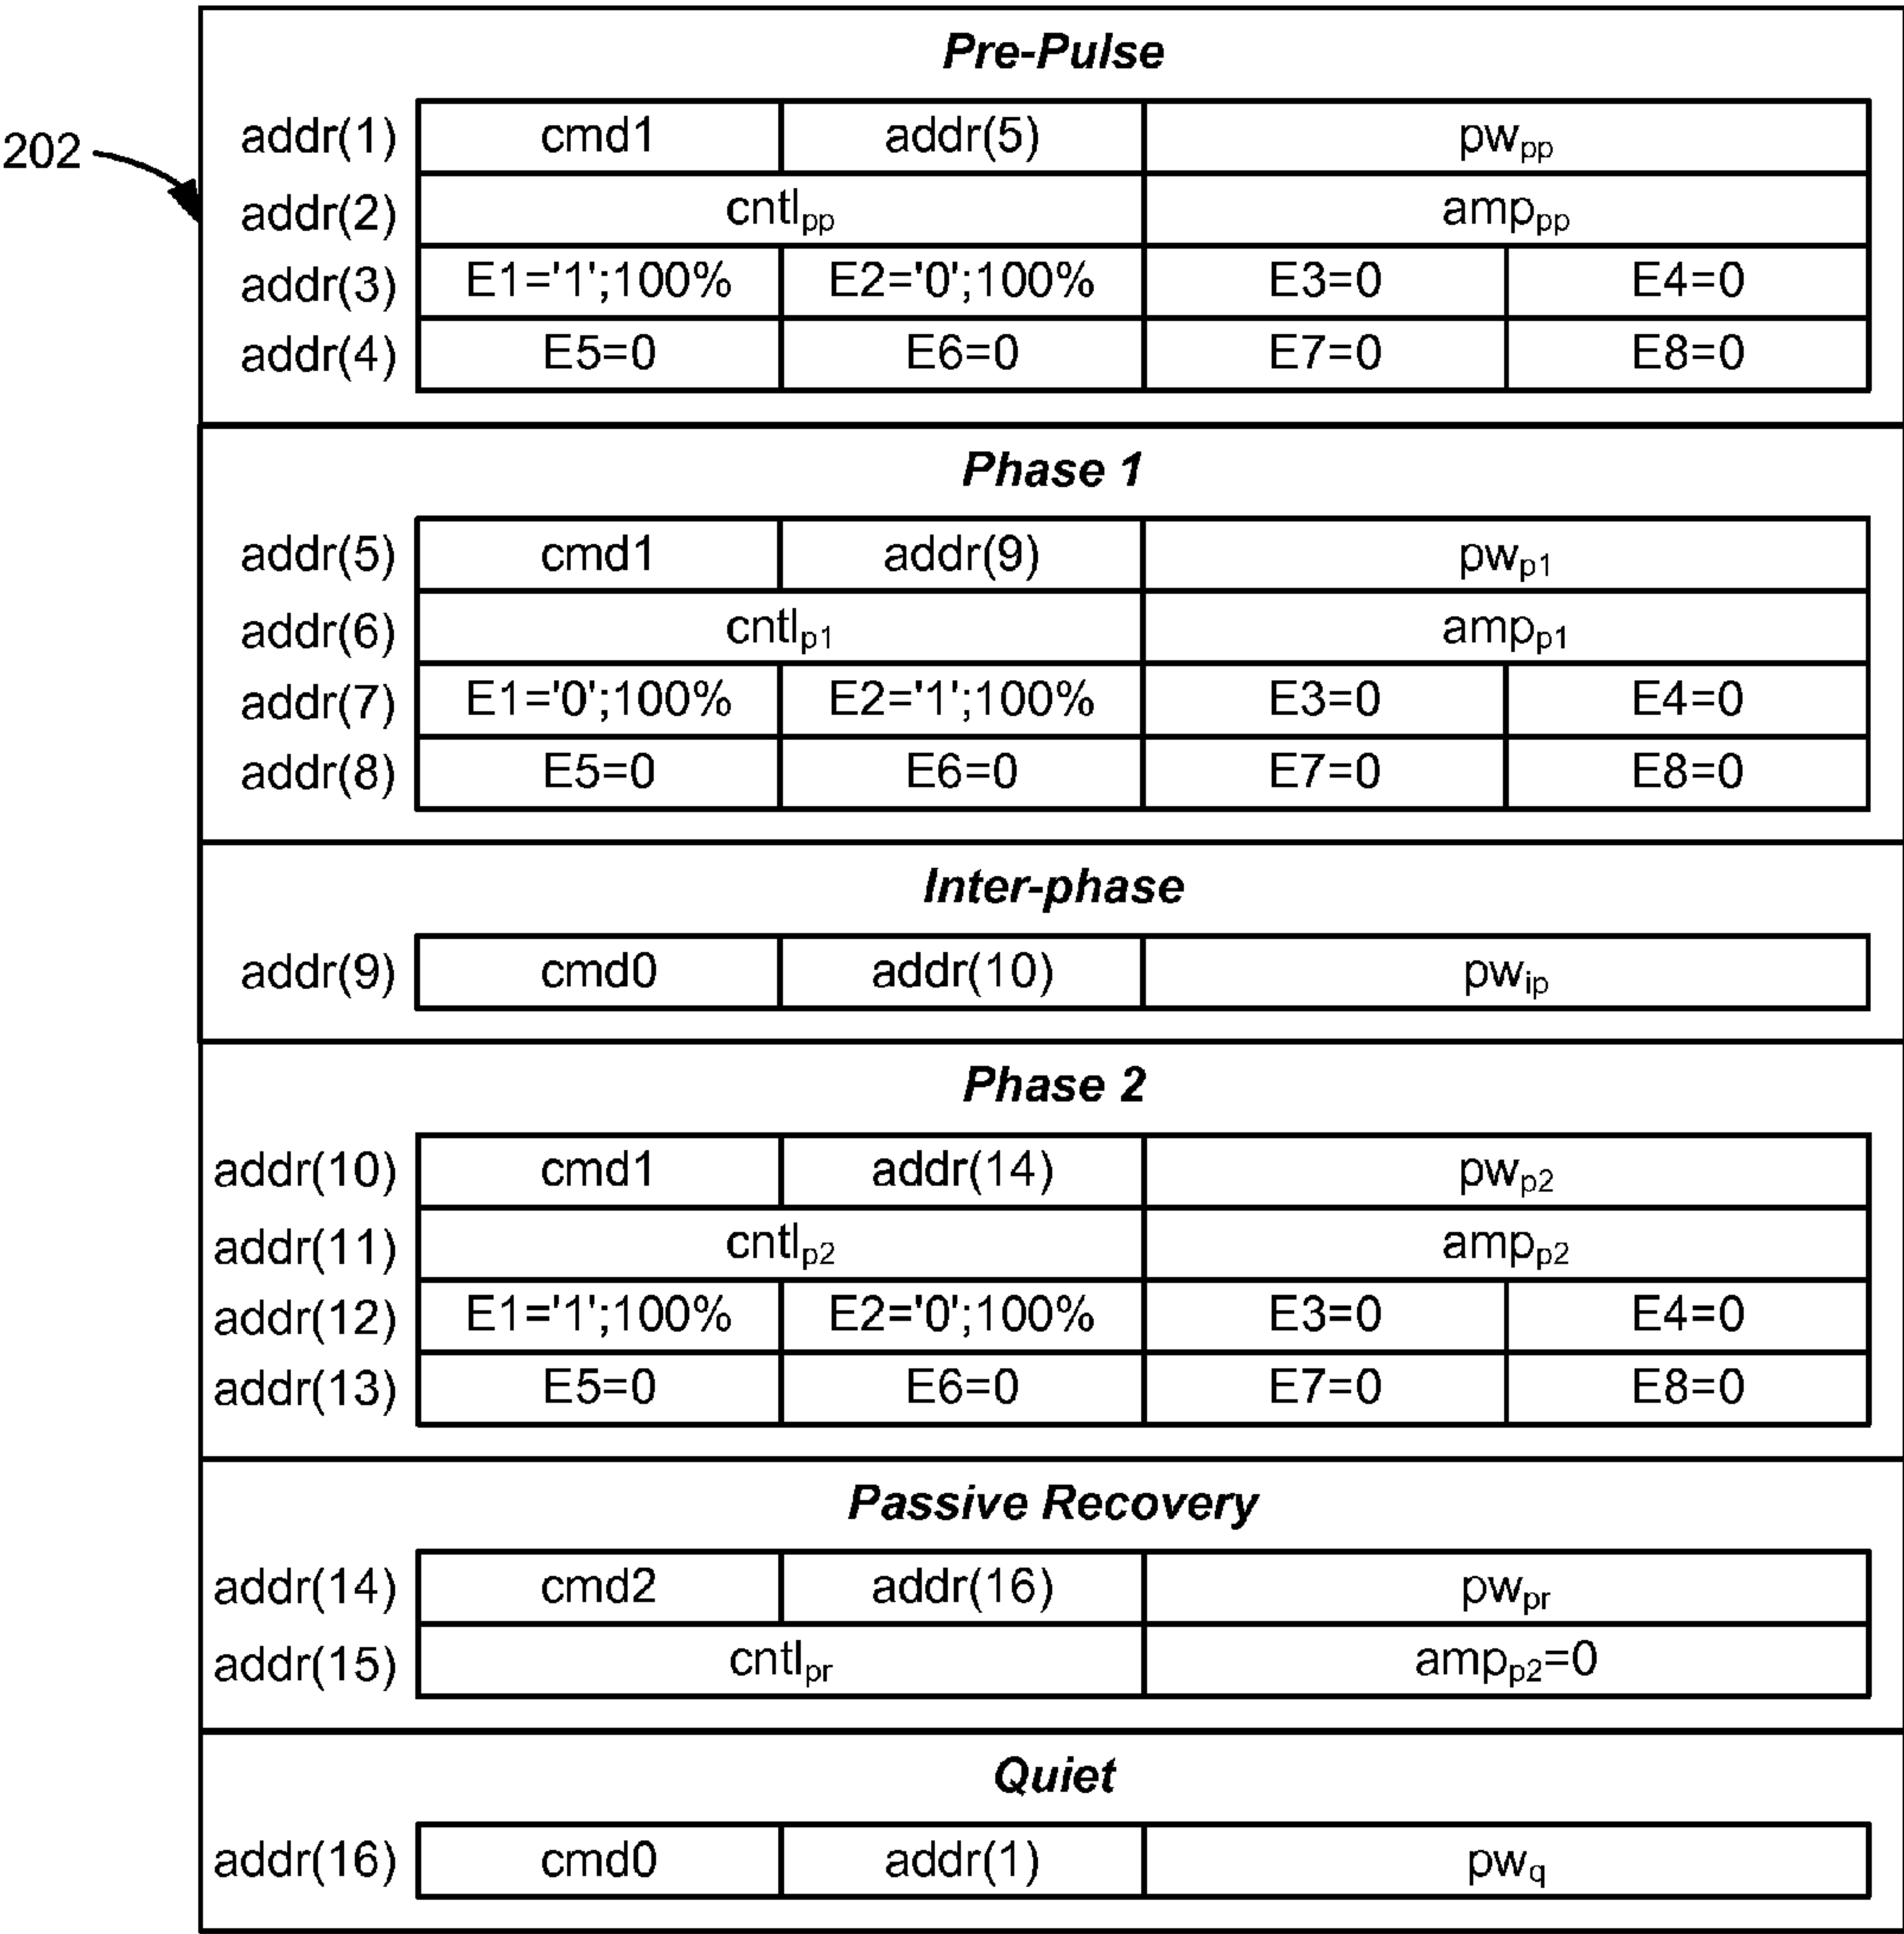 Pre-Pulse
202
addr(1) cmd1 addr(5) pwpp
addr(2) cntlpp amppp
addr(3) E1='1';100% E2='0';100% E3=0 E4=0
addr(4) E5=0 E6=0 E7=0 E8=0
Phase 1
addr(5) cmd1 addr(9) pwp1
addr(6) cntlp1 ampp1
addr(7) E1='0';100% E2='1';100% E3=0 E4=0
addr(8) E5=0 E6=0 E7=0 E8=0
Inter-phase
addr(9) cmd0 addr(10) pwip
Phase 2
addr(10) cmd1 addr(14) pwp2
addr(11) cntlp2 ampp2
addr(12) E1='1';100% E2='0';100% E3=0 E4=0
addr(13) E5=0 E6=0 E7=0 E8=0
Passive Recovery
addr(14) cmd2 addr(16) pwpr
addr(15) cntlpr ampp2=0
Quiet
addr(16) cmd0 addr(1) pwq